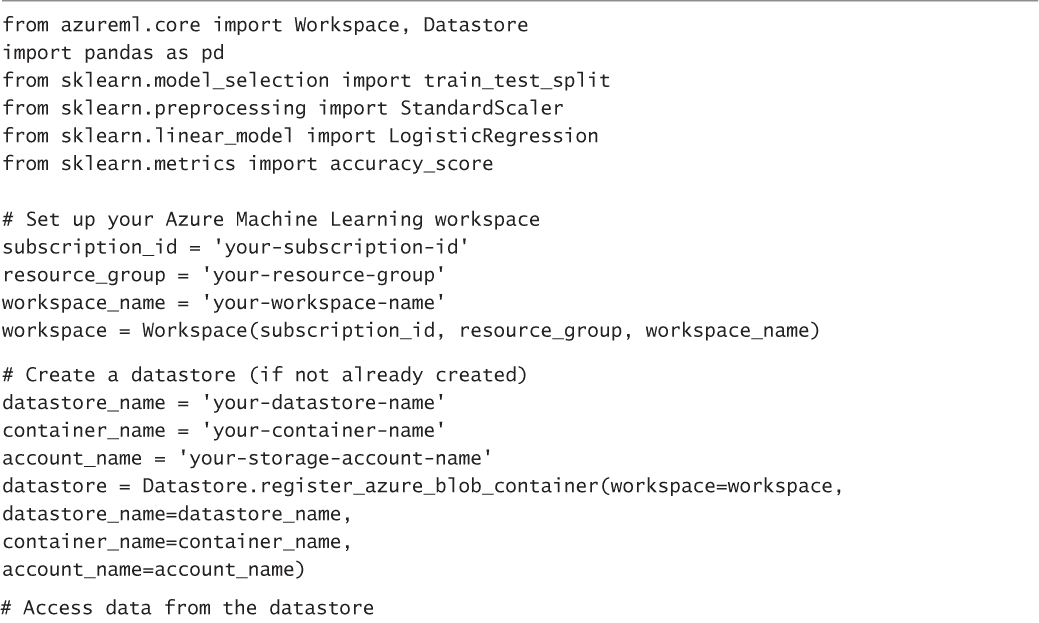 from azureml.core import Workspace, Datastore
import pandas as pd
from sklearn.model_selection import train_test_split
from sklearn.preprocessing import StandardScaler
from sklearn.linear_model import LogisticRegression
from sklearn.metrics import accuracy_score
# Set up your Azure Machine Learning workspace
subscription_id = 'your-subscription-id'
resource_group = 'your-resource-group'
workspace_name = 'your-workspace-name'
workspace = Workspace(subscription_id, resource_group, workspace_name)
# Create a datastore (if not already created)
datastore_name = 'your-datastore-name'
container_name = 'your-container-name'
account_name = 'your-storage-account-name'
datastore = Datastore.register_azure_blob_container(workspace=workspace,
datastore_name=datastore_name,
container_name=container_name,
account_name=account_name)
# Access data from the datastore